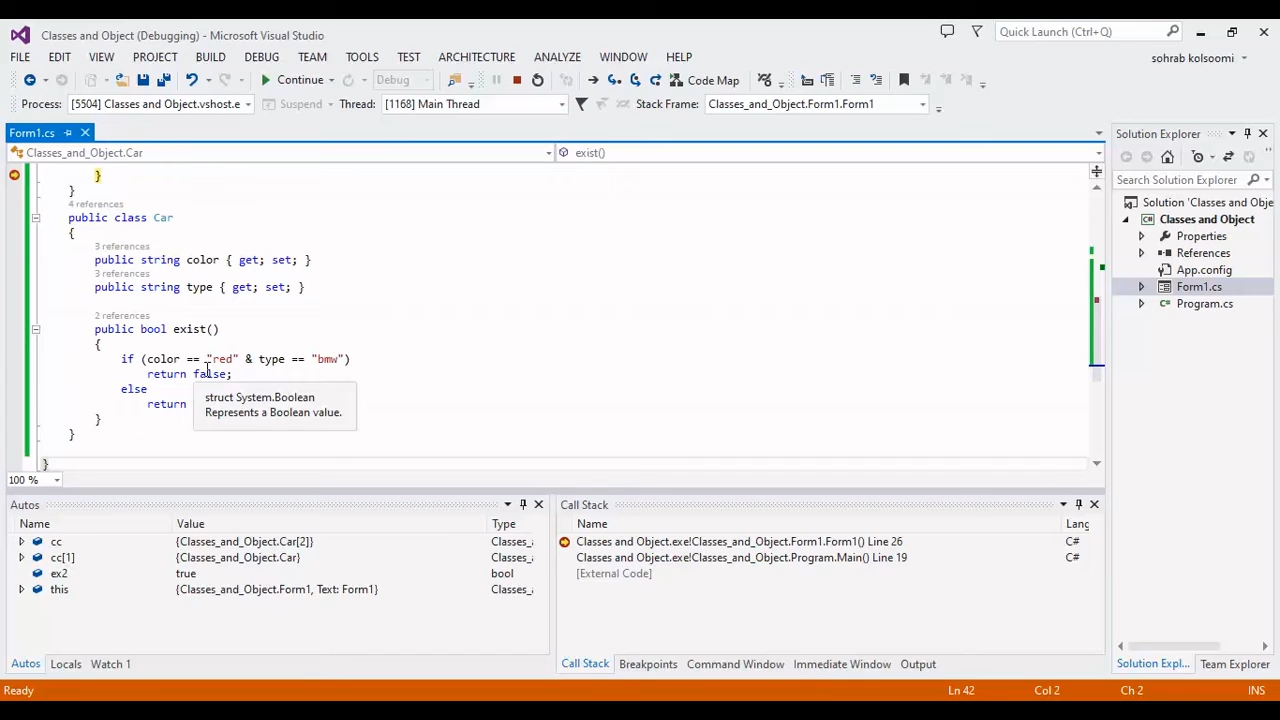 Classes and Object (Debugging) - Microsoft Visual Studio
Quick Launch (Ctrl+Q)
FILE EDIT VIEW PROJECT BUILD DEBUG TEAM TOOLS TEST ARCHITECTURE ANALYZE WINDOW HELP
sohrab kolsoomi
Continue Debug Code Map
Process: [5504] Classes and Object.vshost.e Suspend Thread: [1168] Main Thread Stack Frame: Classes_and_Object.Form1.Form1
Form1.cs
Classes_and_Object.Car exist()
}
}
4 references
public class Car
{
3 references
public string color { get; set; }
3 references
public string type { get; set; }
2 references
public bool exist()
{
if (color == "red" & type == "bmw")
return false;
else
return
}
}
}
struct System.Boolean
Represents a Boolean value.
100 %
Solution Explorer
Search Solution Explorer
Solution 'Classes and Obje
Classes and Object
Properties
References
App.config
Form1.cs
Program.cs
Autos
Name Value Type
cc {Classes_and_Object.Car[2]} Classes_
cc[1] {Classes_and_Object.Car} Classes_
ex2 true bool
this {Classes_and_Object.Form1, Text: Form1} Classes_
Autos Locals Watch 1
Call Stack
Name Lang
Classes and Object.exe!Classes_and_Object.Form1.Form1() Line 26 C#
Classes and Object.exe!Classes_and_Object.Program.Main() Line 19 C#
[External Code]
Call Stack Breakpoints Command Window Immediate Window Output
Solution Expl... Team Explorer
Ready Ln 42 Col 2 Ch 2 INS